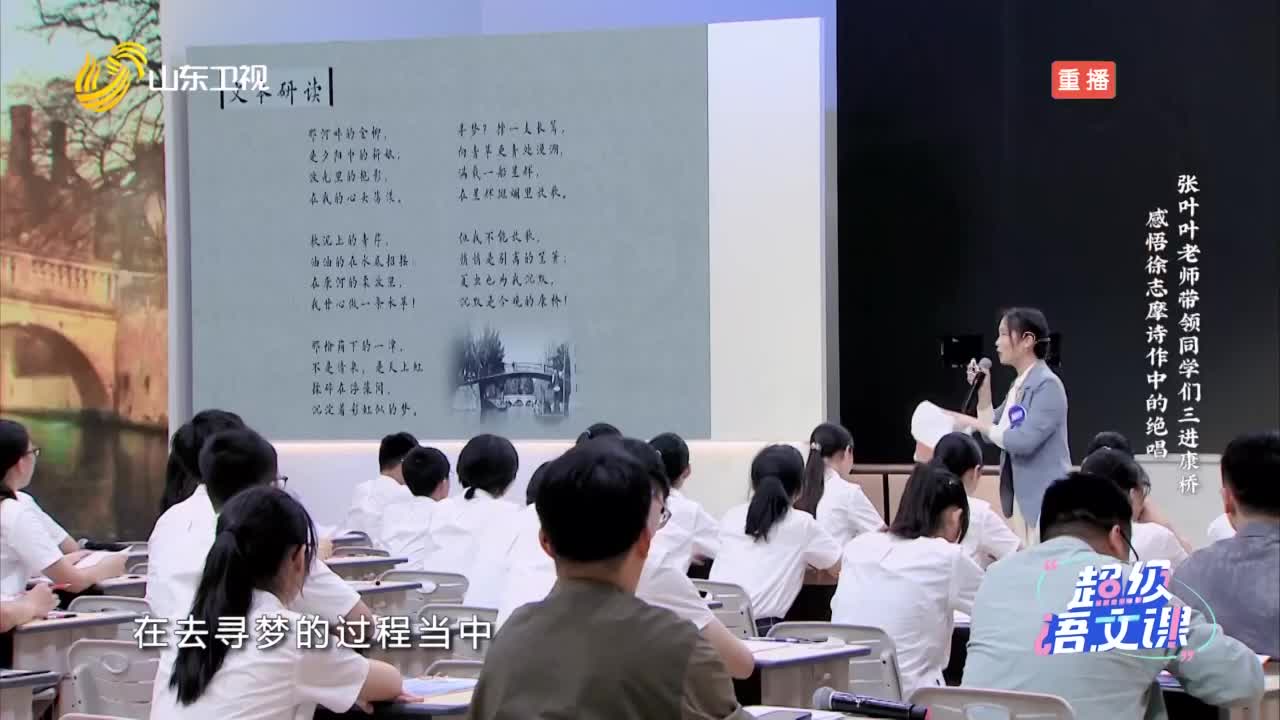 山东卫视
重播
文本研读
那河畔的金柳，
是夕阳中的新娘；
波光里的艳影，
在我的心头荡漾。
软泥上的青荇，
油油的在水底招摇；
在康河的柔波里，
我甘心做一条水草！
那榆荫下的一潭，
不是清泉，是天上虹
揉碎在浮藻间，
沉淀着彩虹似的梦。
寻梦？撑一支长篙，
向青草更青处漫溯，
满载一船星辉，
在星辉斑斓里放歌。
但我不能放歌，
悄悄是别离的笙箫；
夏虫也为我沉默，
沉默是今晚的康桥！
张叶叶老师带领同学们三进康桥
感悟徐志摩诗作中的绝唱
在去寻梦的过程当中
超级
语文课